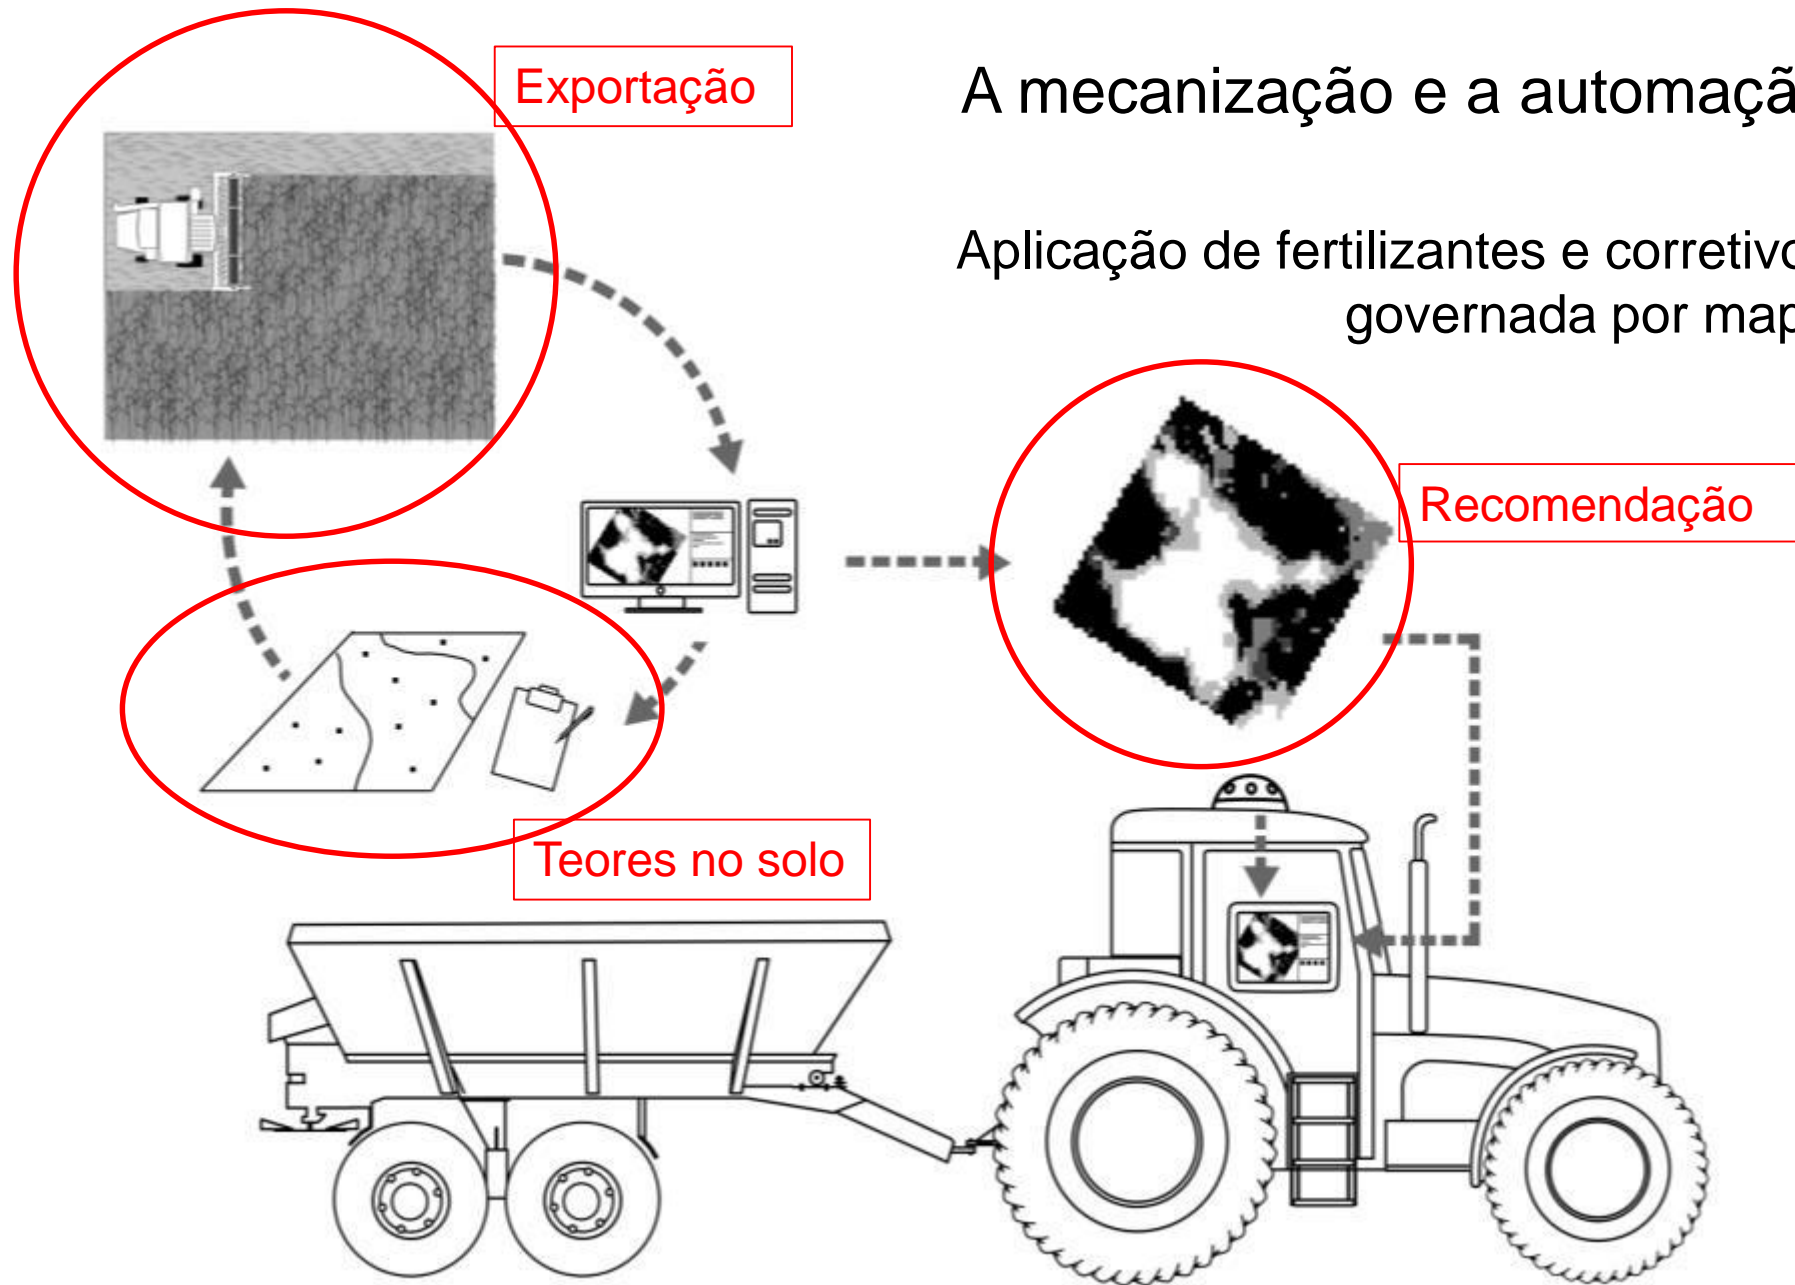 Exportação
A mecanização e a automaçã
Aplicação de fertilizantes e corretivo
governada por map
Recomendação
Teores no solo